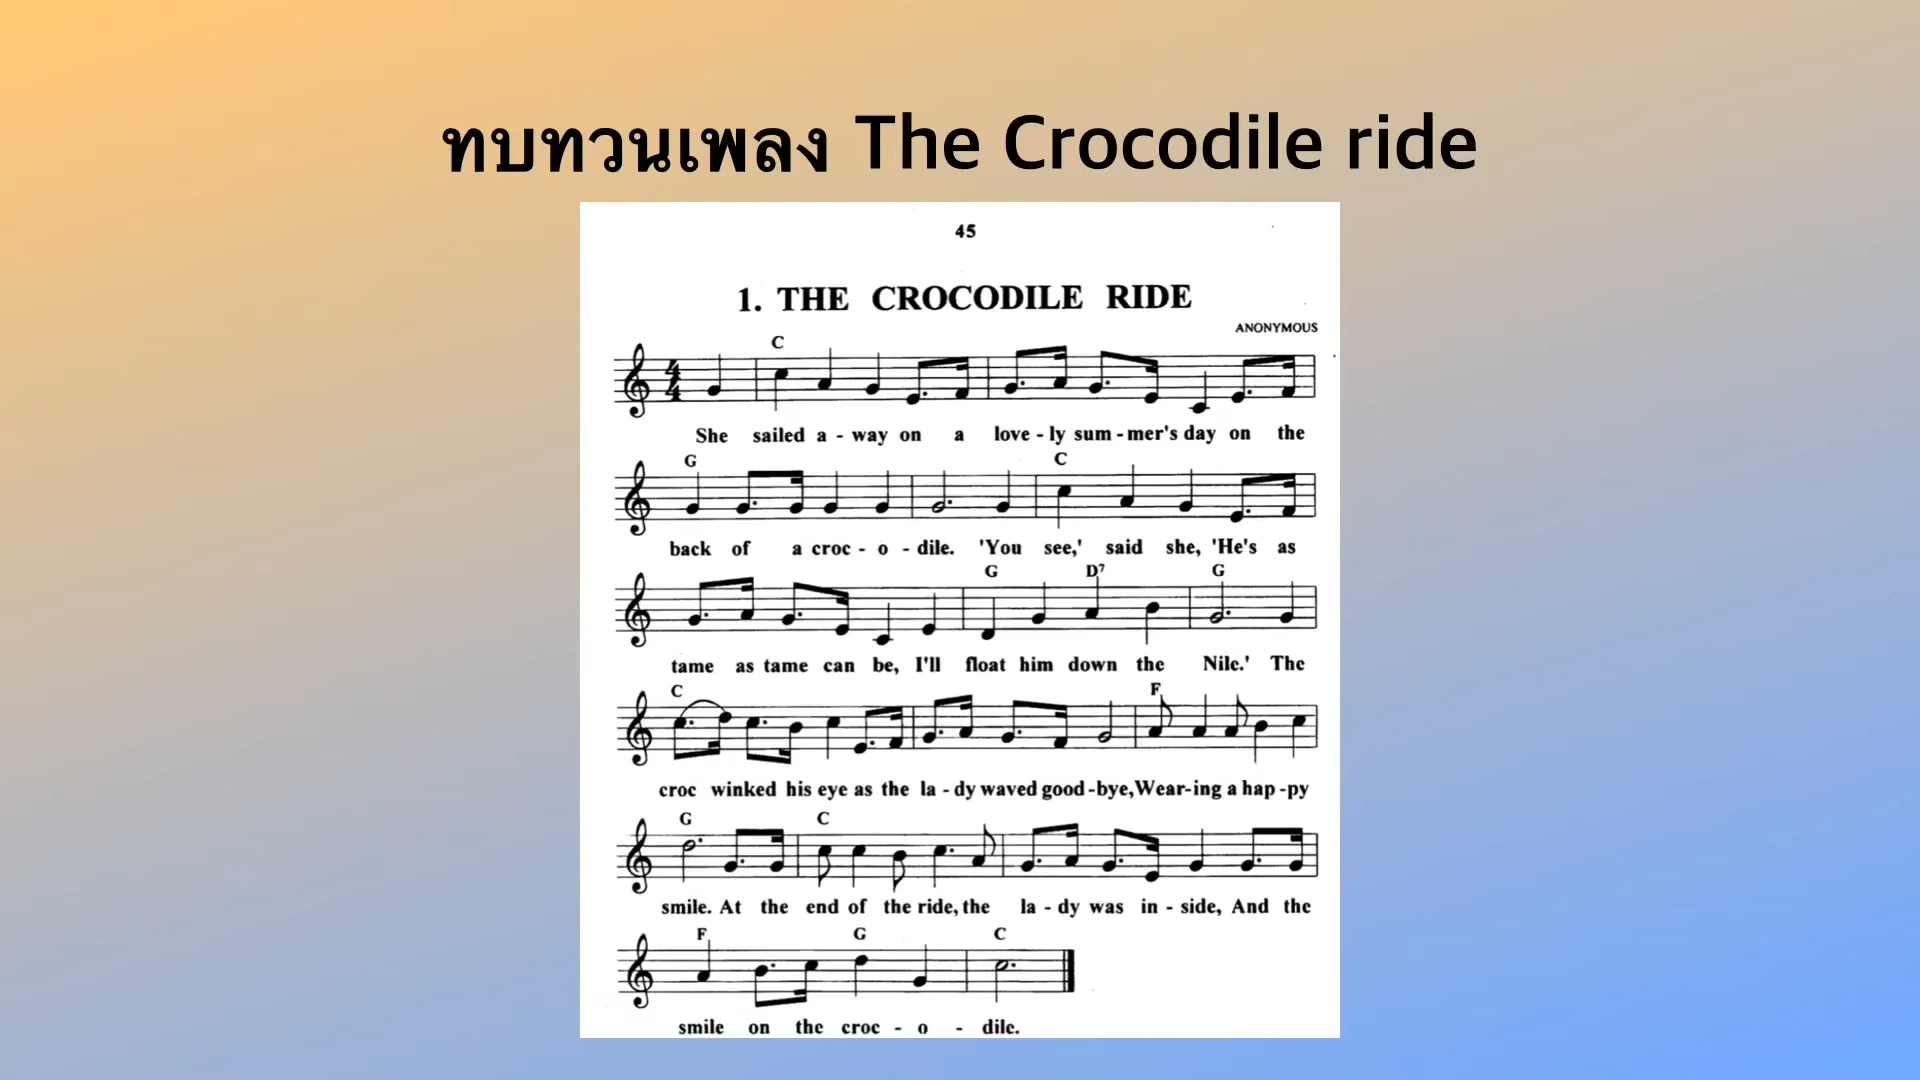 ทบทวนเพลง The Crocodile ride
45
1. THE CROCODILE RIDE
ANONYMOUS
C
She sailed a - way on a love - ly sum - mer's day on the
G C
back of a croc - o - dile. 'You see,' said she, 'He's as
G D7 G
tame as tame can be, I'll float him down the Nile.' The
C F
croc winked his eye as the la - dy waved good - bye, Wear - ing a hap - py
G C
smile. At the end of the ride, the la - dy was in - side, And the
F G C
smile on the croc - o - dile.